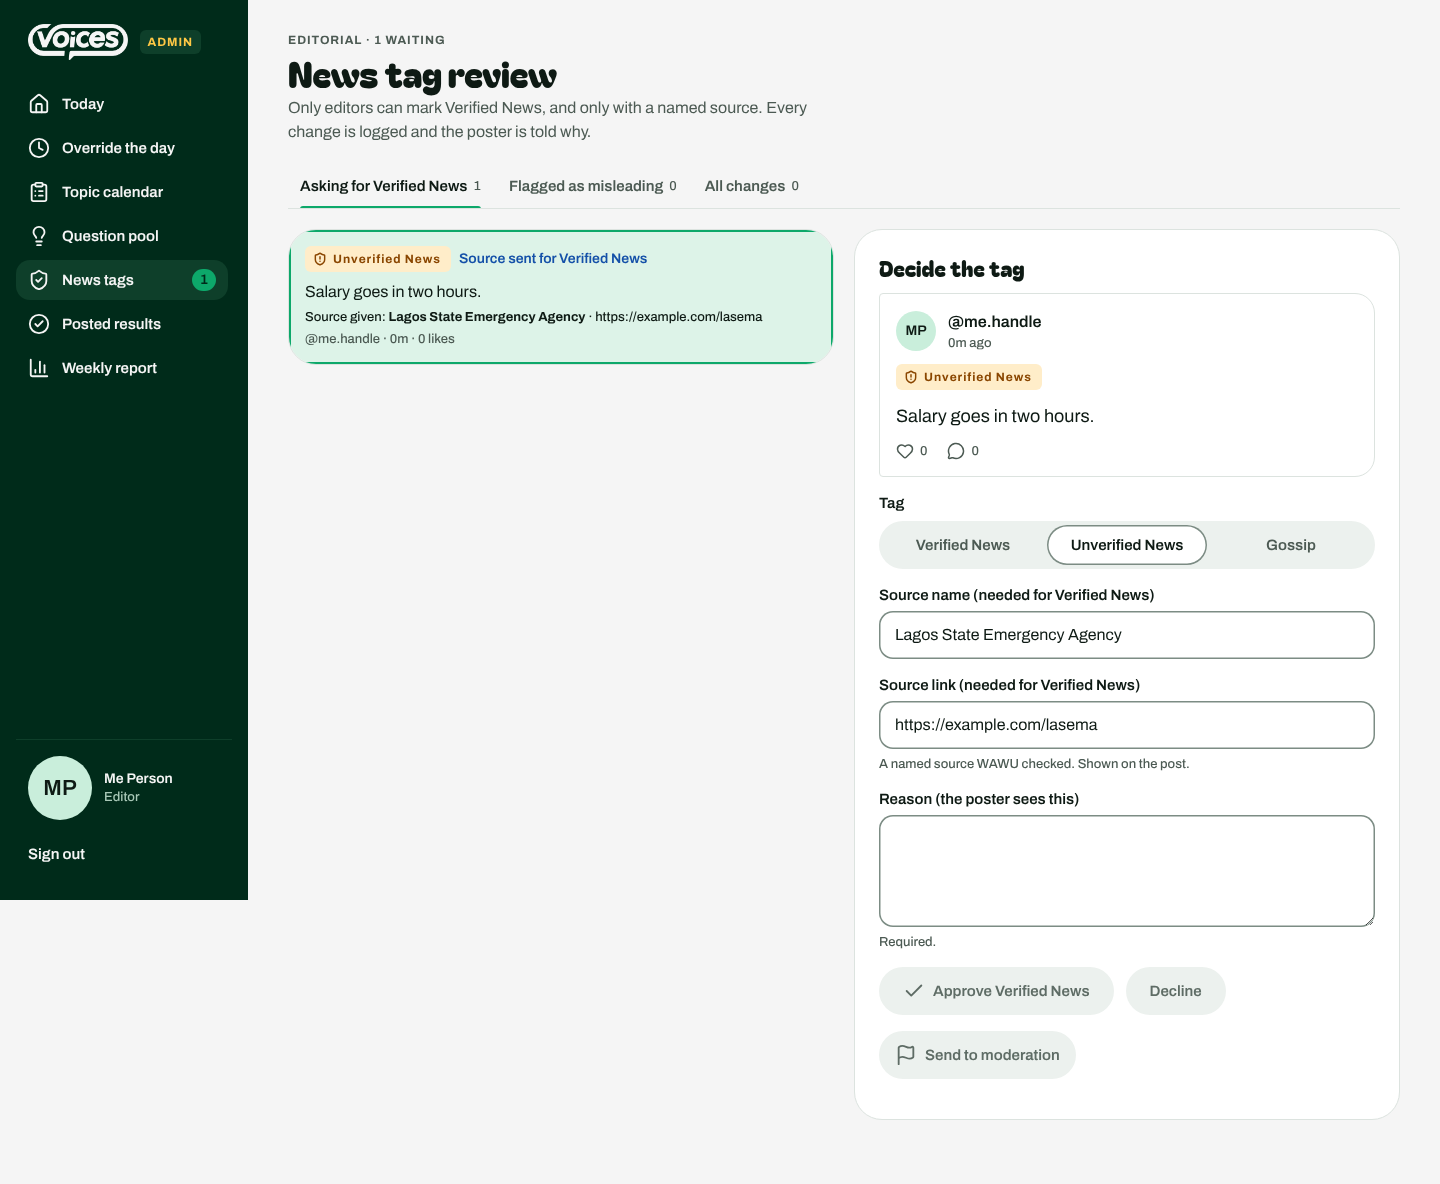 Voices
ADMIN
Today
Override the day
Topic calendar
Question pool
News tags 1
Posted results
Weekly report
MP
Me Person
Editor
Sign out
EDITORIAL · 1 WAITING
News tag review
Only editors can mark Verified News, and only with a named source. Every
change is logged and the poster is told why.
Asking for Verified News 1 Flagged as misleading 0 All changes 0
Unverified News Source sent for Verified News
Salary goes in two hours.
Source given: Lagos State Emergency Agency · https://example.com/lasema
@me.handle · 0m · 0 likes
Decide the tag
MP
@me.handle
0m ago
Unverified News
Salary goes in two hours.
0 0
Tag
Verified News Unverified News Gossip
Source name (needed for Verified News)
Lagos State Emergency Agency
Source link (needed for Verified News)
https://example.com/lasema
A named source WAWU checked. Shown on the post.
Reason (the poster sees this)
Required.
Approve Verified News Decline
Send to moderation